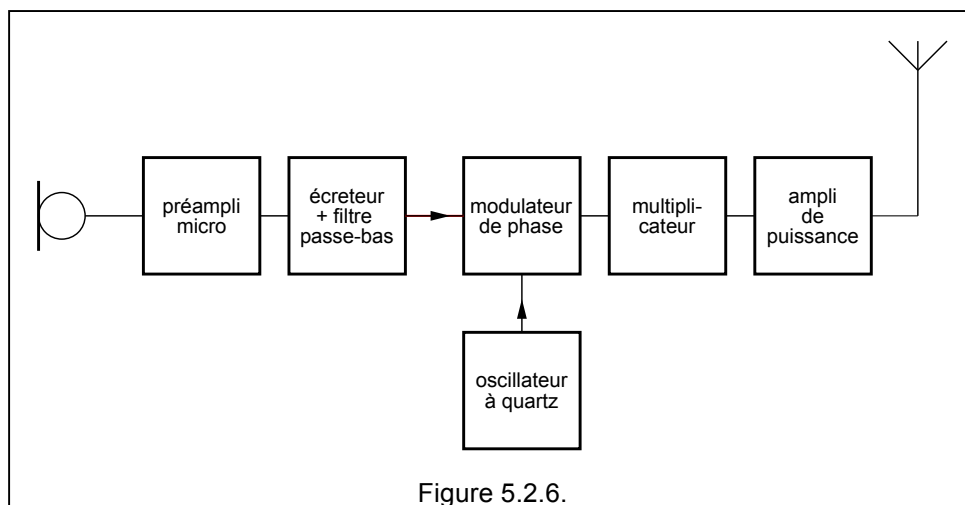 préampli
micro
écreteur
+ filtre
passe-bas
modulateur
de phase
multipli-
cateur
ampli
de
puissance
oscillateur
à quartz
Figure 5.2.6.